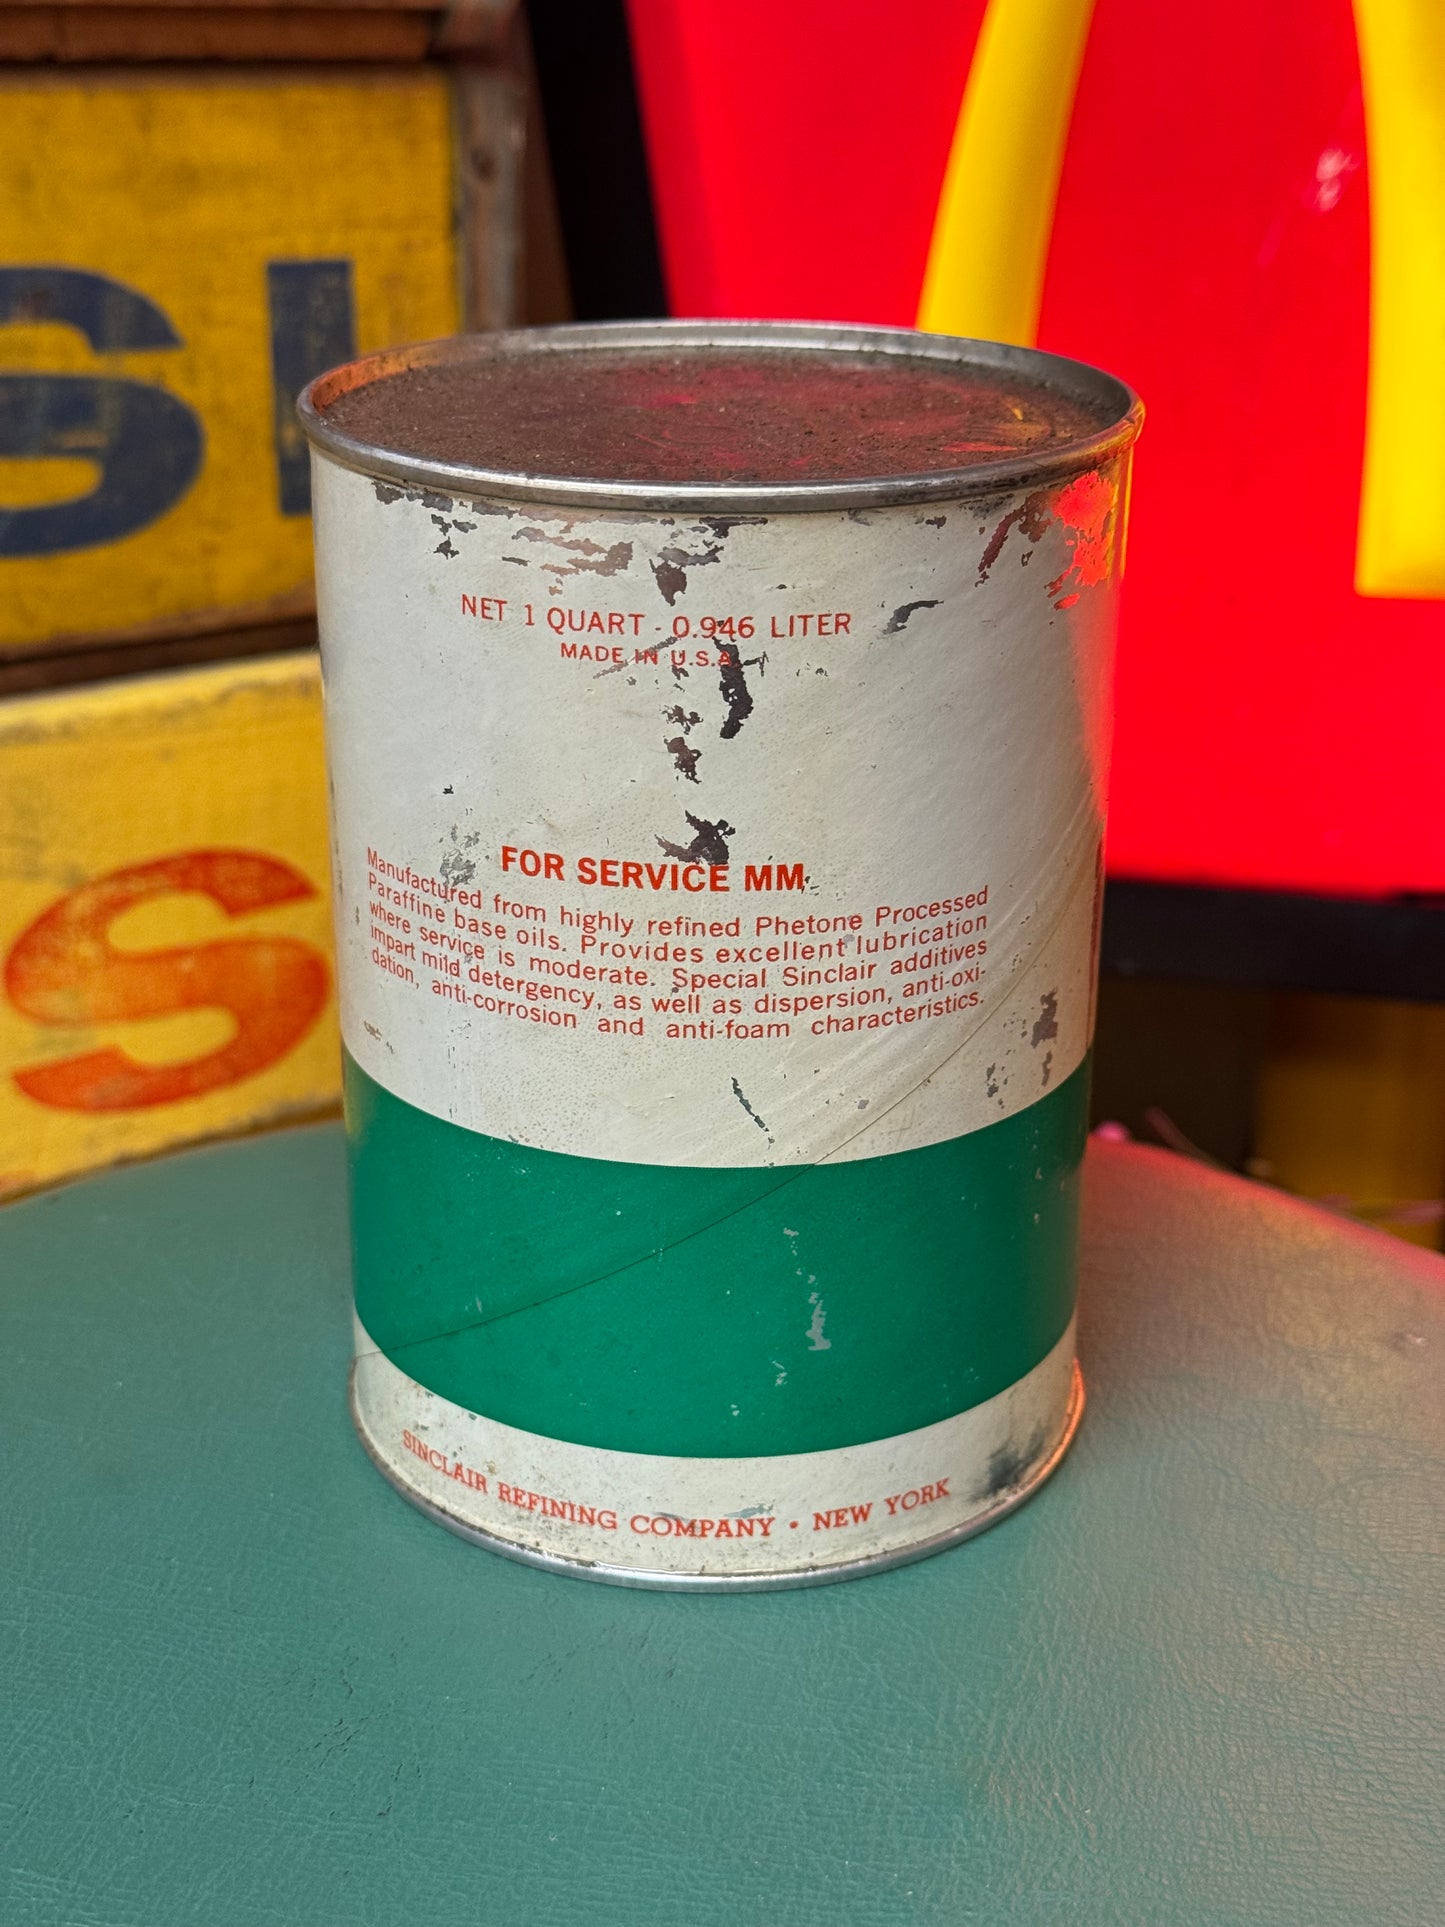 NET 1 QUART - 0.946 LITER
MADE IN U.S.A.
FOR SERVICE MM
Manufactured from highly refined Phetone Processed
Paraffine base oils. Provides excellent lubrication
where service is moderate. Special Sinclair additives
impart mild detergency, as well as dispersion, anti-oxi-
dation, anti-corrosion and anti-foam characteristics.
SINCLAIR REFINING COMPANY • NEW YORK
S